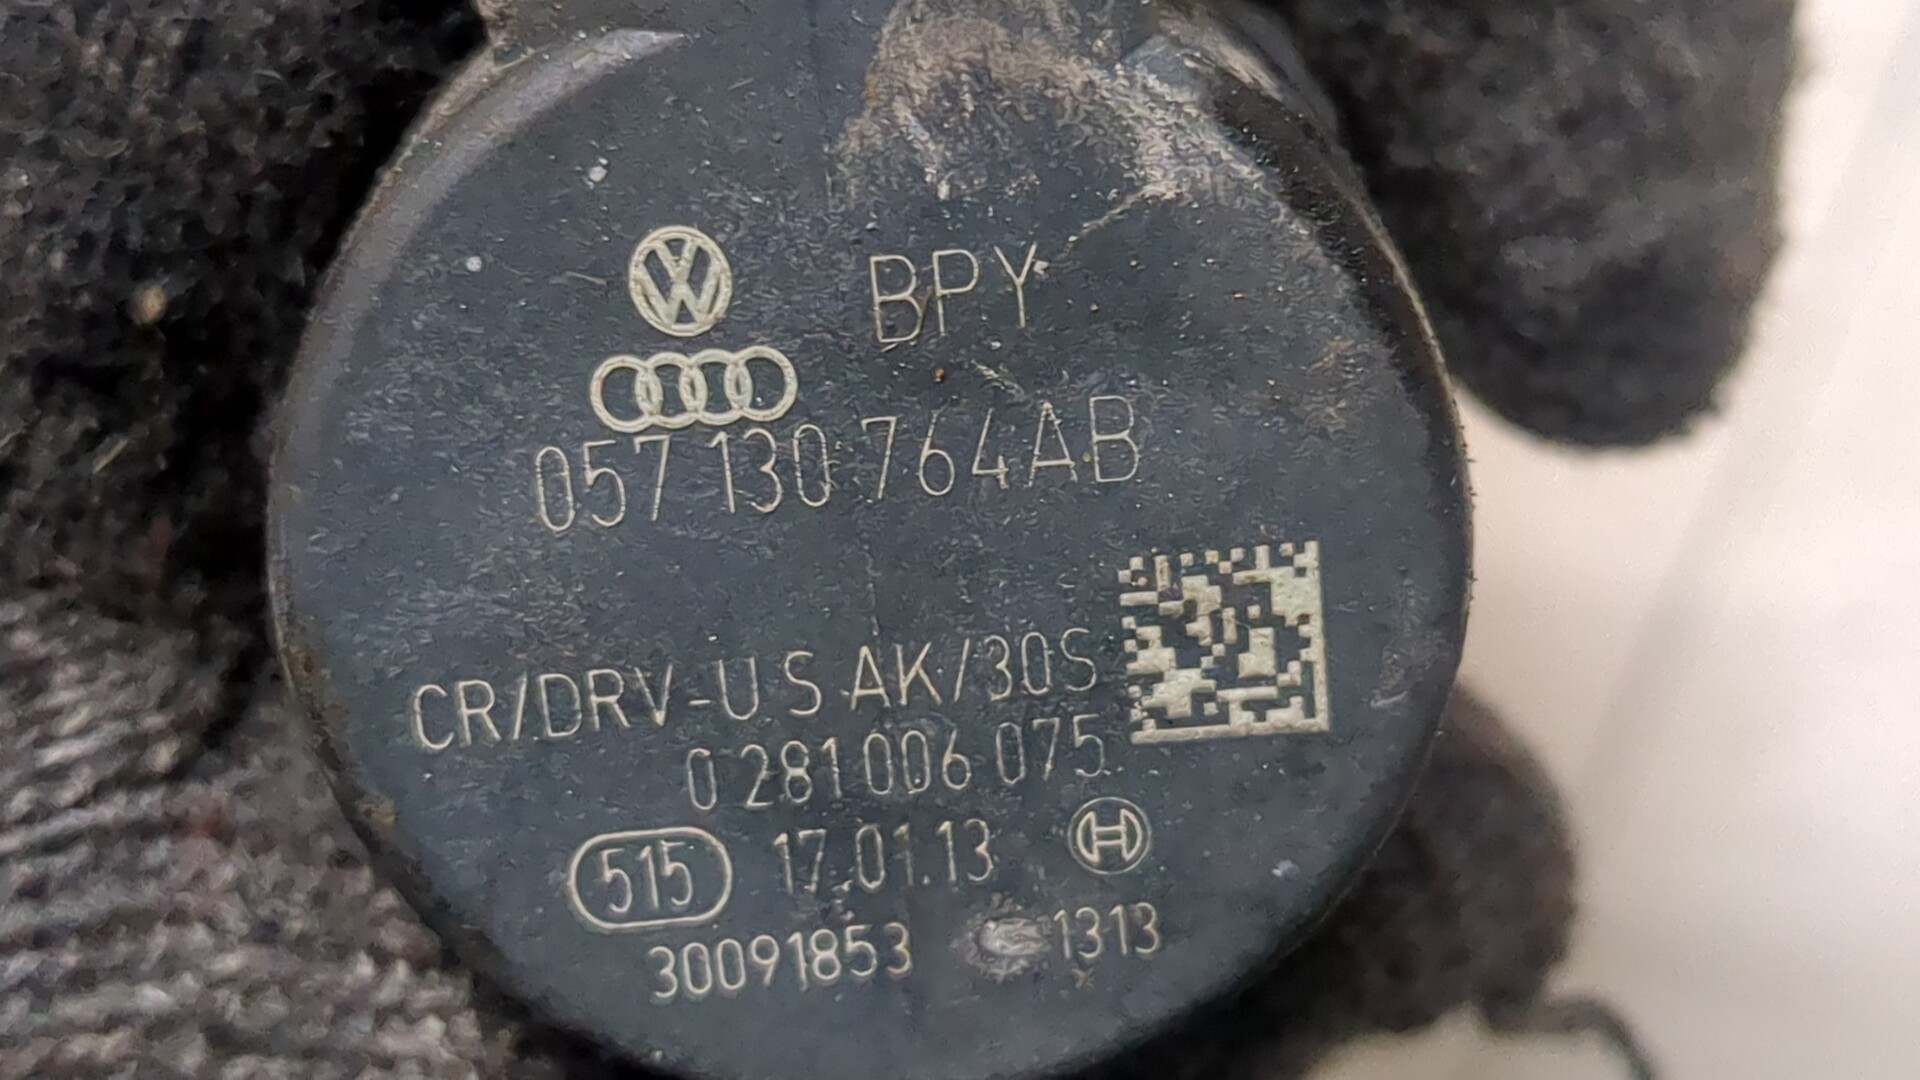 BPY
057 130 764AB
CR/DRV-U S AK/30S
0 281 006 075
515 17.01.13
30091853 1313